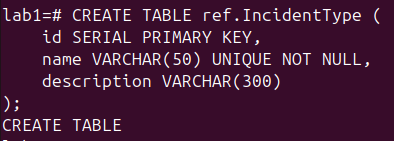 lab1=# CREATE TABLE ref.IncidentType (
    id SERIAL PRIMARY KEY,
    name VARCHAR(50) UNIQUE NOT NULL,
    description VARCHAR(300)
);
CREATE TABLE